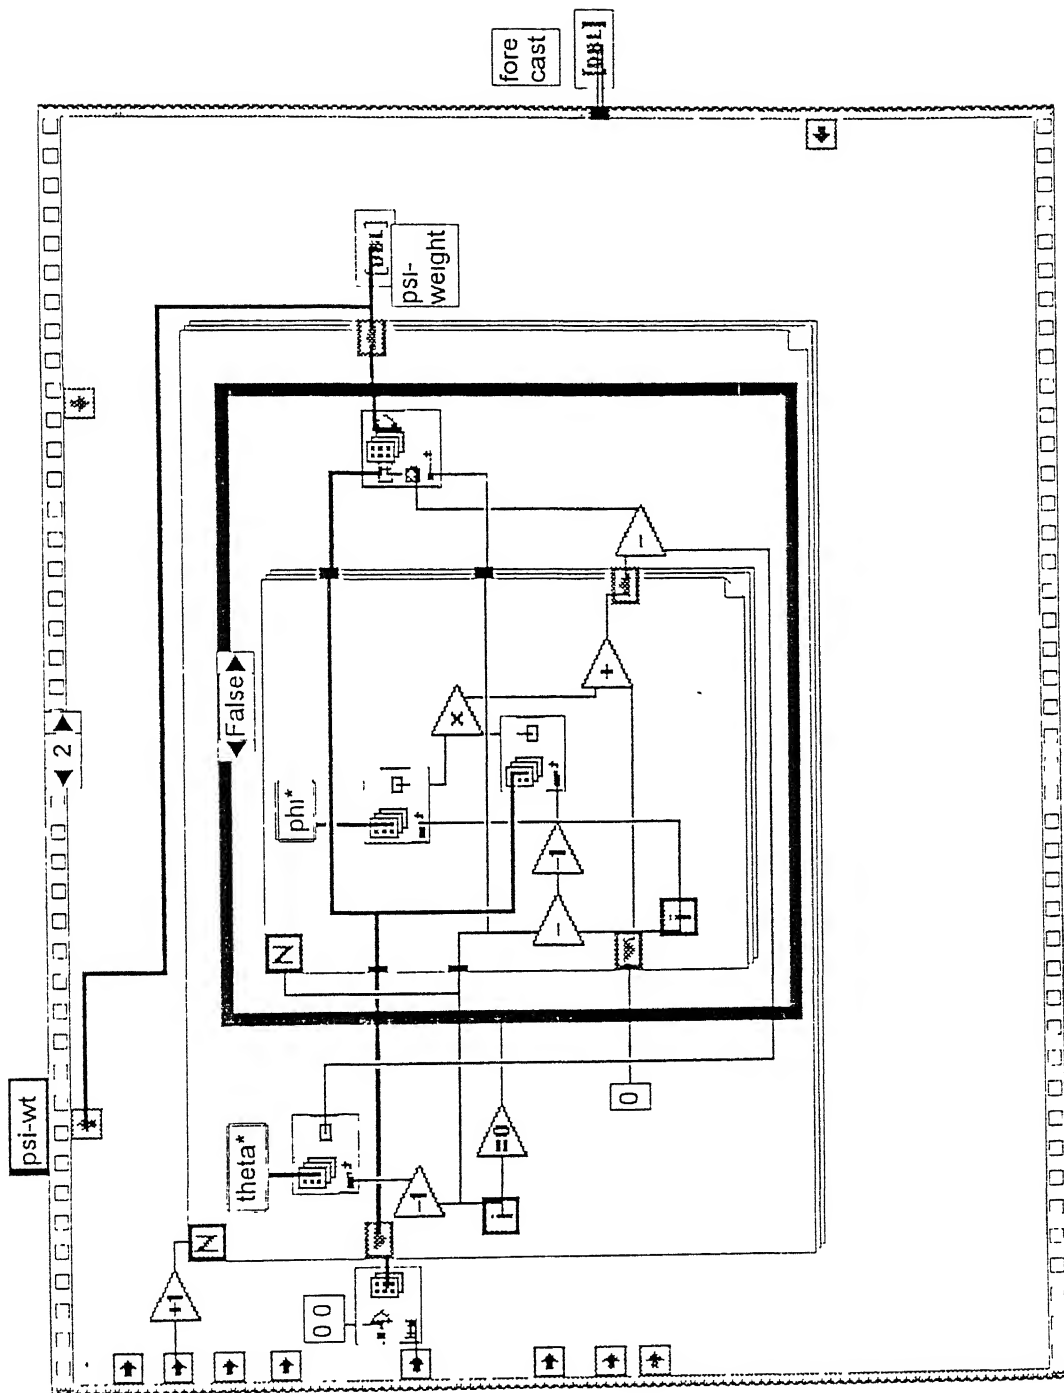 fore
cast
[DBL]
[DBL]
psi-
weight
2
False
N
phi*
x
+
−
−
−1
i
psi-wt
theta*
=0
−1
i
0
N
+1
0 0